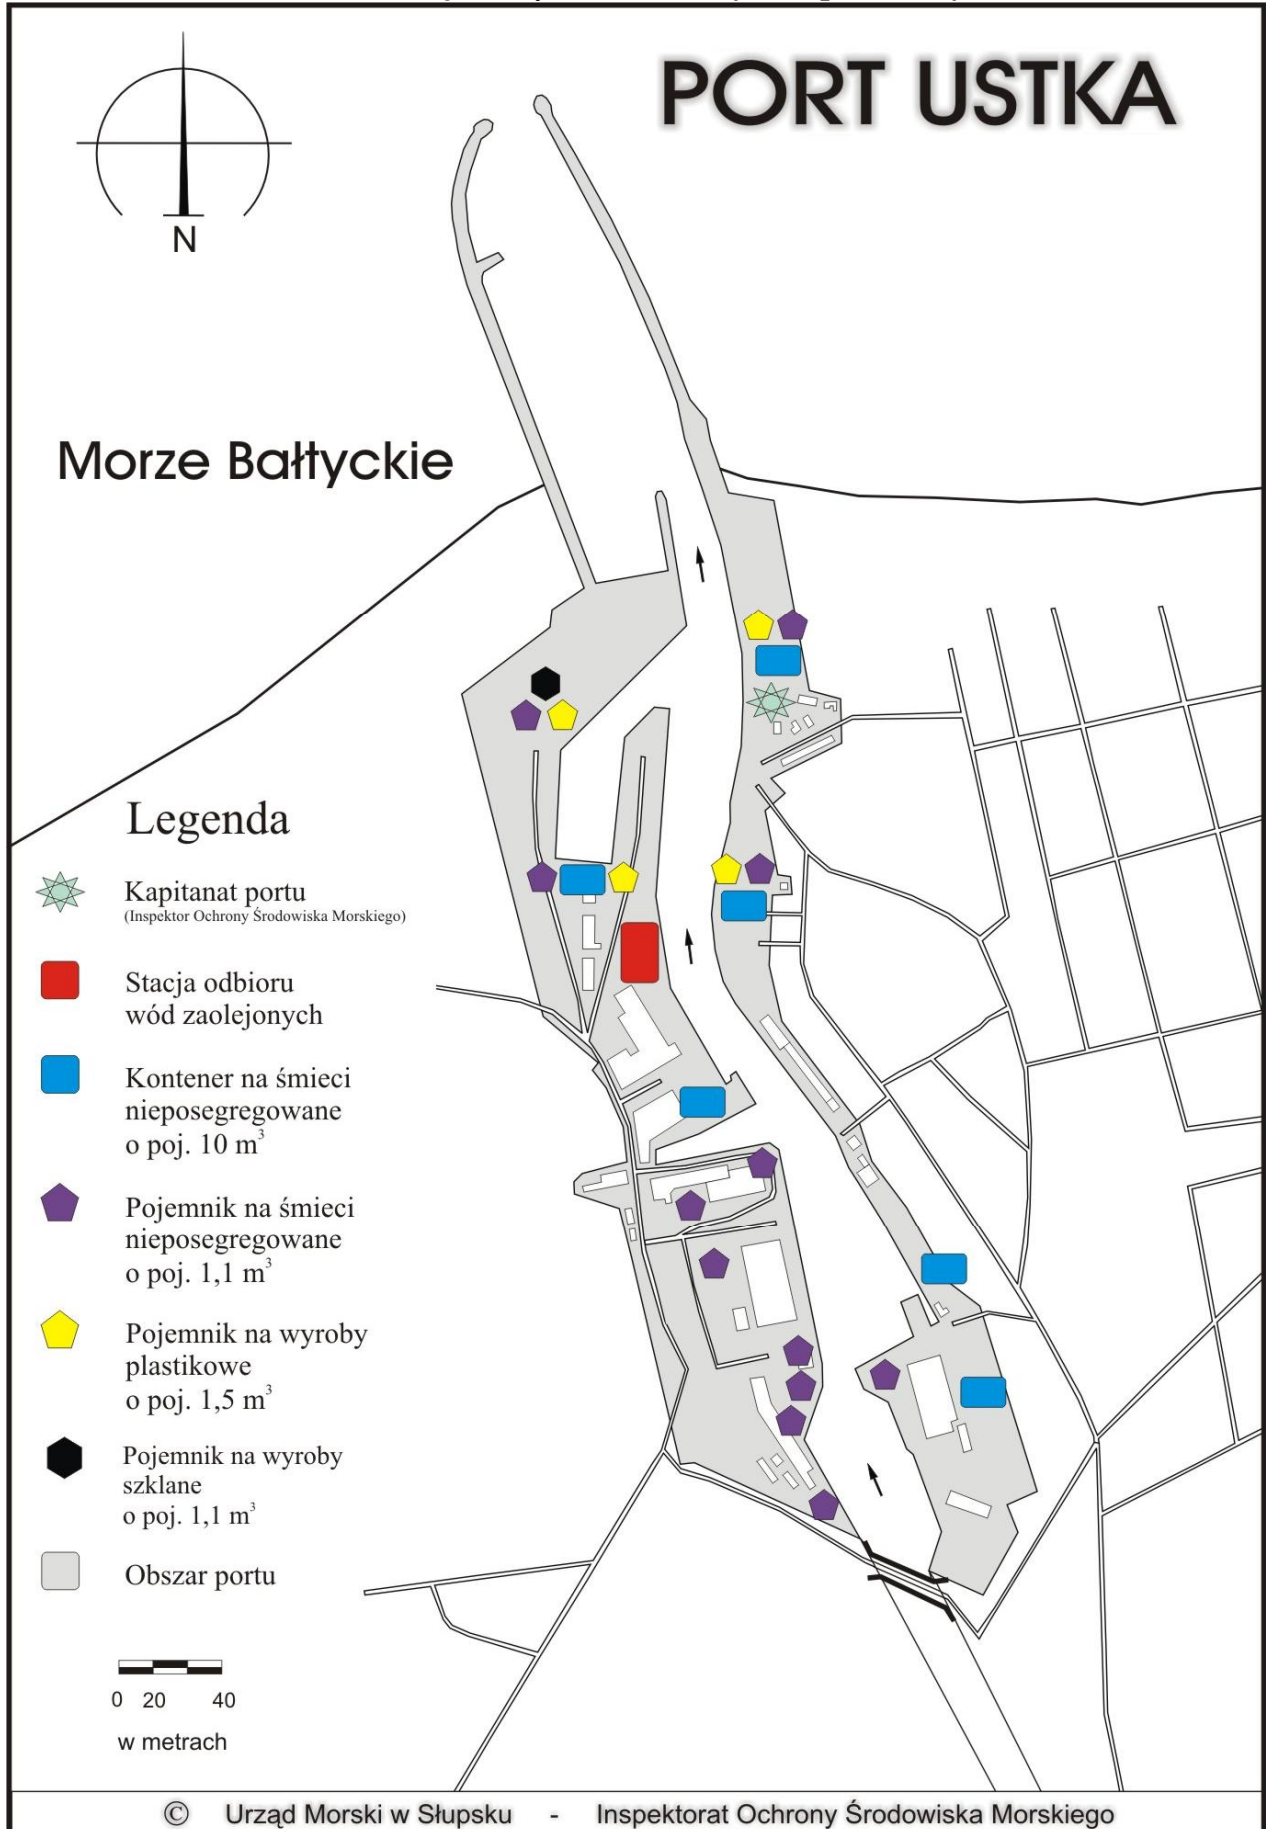 PORT USTKA
N
Morze Bałtyckie
Legenda
Kapitanat portu
(Inspektor Ochrony Środowiska Morskiego)
Stacja odbioru
wód zaolejonych
Kontener na śmieci
nieposegregowane
o poj. 10 m³
Pojemnik na śmieci
nieposegregowane
o poj. 1,1 m³
Pojemnik na wyroby
plastikowe
o poj. 1,5 m³
Pojemnik na wyroby
szklane
o poj. 1,1 m³
Obszar portu
0 20 40
w metrach
© Urząd Morski w Słupsku - Inspektorat Ochrony Środowiska Morskiego